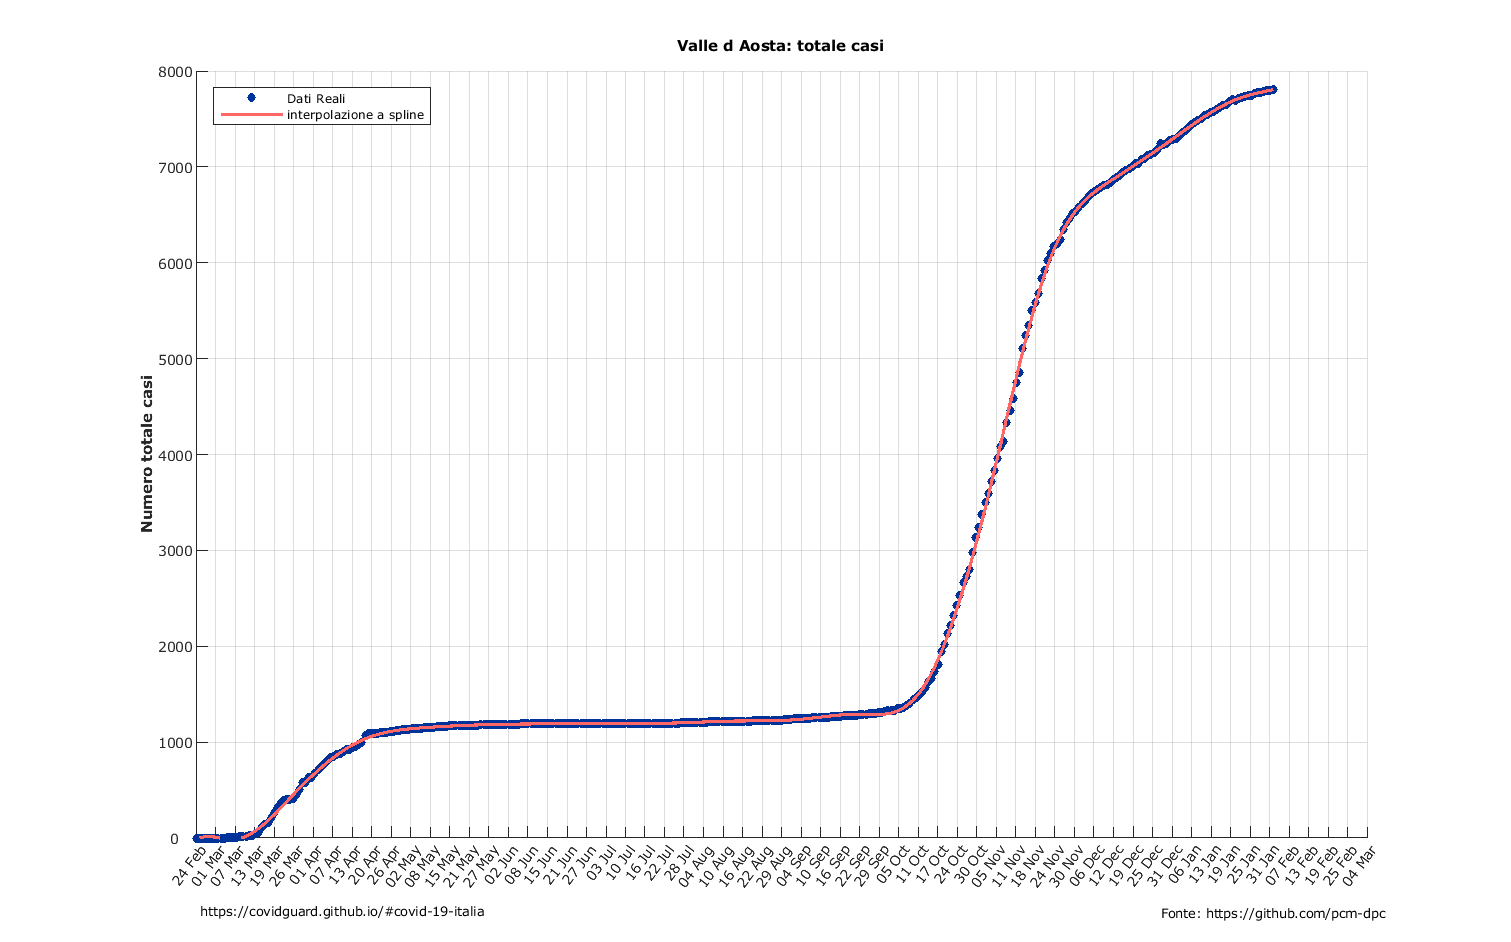 Valle d Aosta: totale casi
Dati Reali
interpolazione a spline
Numero totale casi
8000
7000
6000
5000
4000
3000
2000
1000
0
24 Feb
01 Mar
07 Mar
13 Mar
19 Mar
26 Mar
01 Apr
07 Apr
13 Apr
20 Apr
26 Apr
02 May
08 May
15 May
21 May
27 May
02 Jun
08 Jun
15 Jun
21 Jun
27 Jun
03 Jul
10 Jul
16 Jul
22 Jul
28 Jul
04 Aug
10 Aug
16 Aug
22 Aug
29 Aug
04 Sep
10 Sep
16 Sep
22 Sep
29 Sep
05 Oct
11 Oct
17 Oct
24 Oct
30 Oct
05 Nov
11 Nov
18 Nov
24 Nov
30 Nov
06 Dec
12 Dec
19 Dec
25 Dec
31 Dec
06 Jan
13 Jan
19 Jan
25 Jan
31 Jan
07 Feb
13 Feb
19 Feb
25 Feb
04 Mar
https://covidguard.github.io/#covid-19-italia
Fonte: https://github.com/pcm-dpc